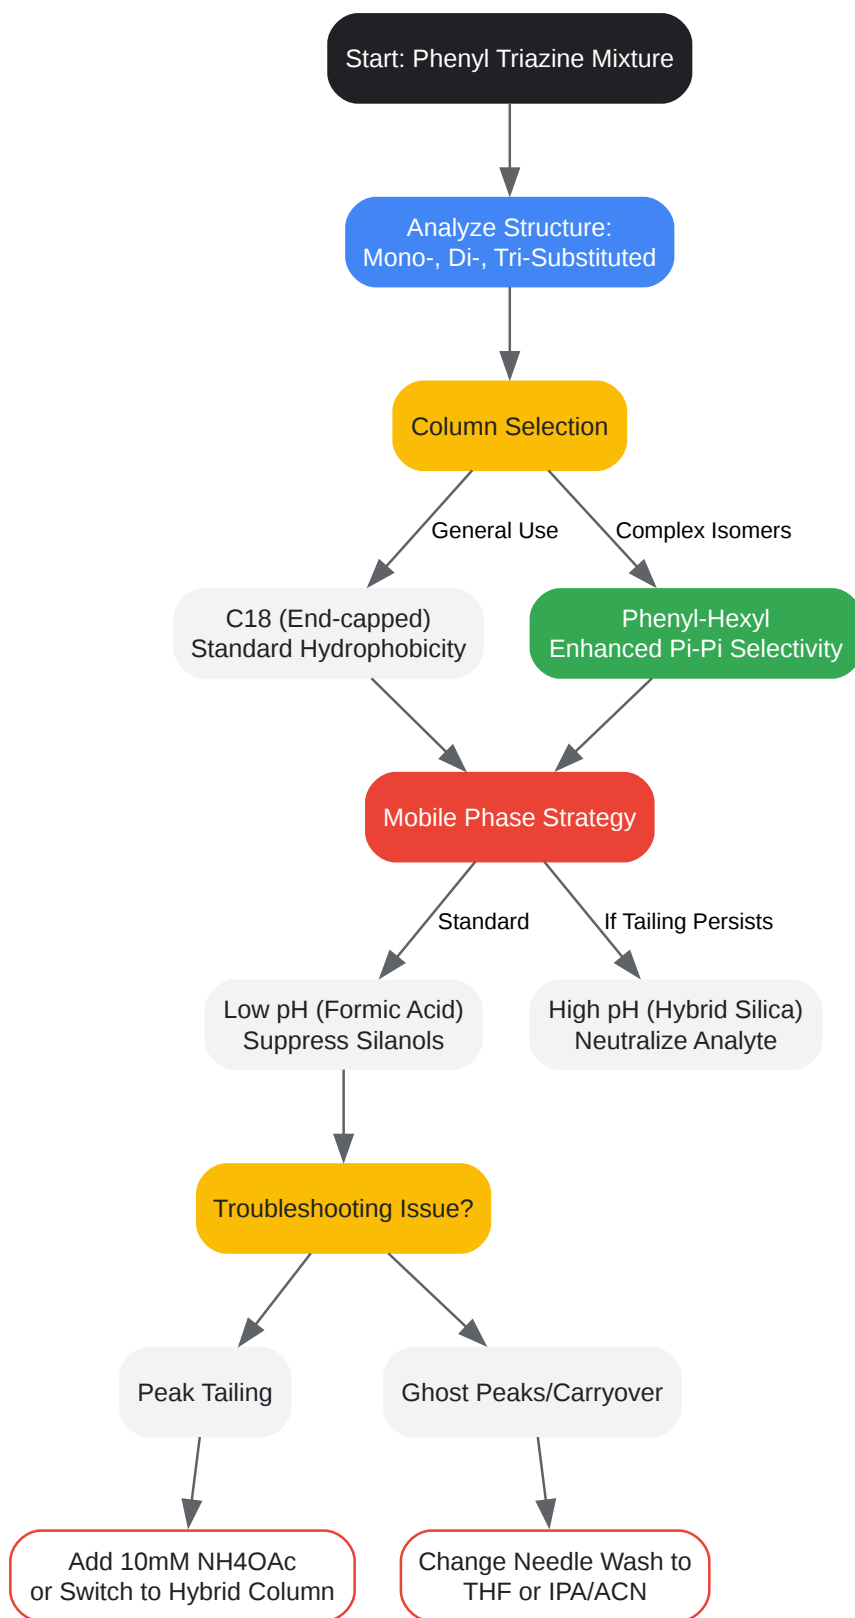 Start: Phenyl Triazine Mixture
Analyze Structure:
Mono-, Di-, Tri-Substituted
Column Selection
General Use
Complex Isomers
C18 (End-capped)
Standard Hydrophobicity
Phenyl-Hexyl
Enhanced Pi-Pi Selectivity
Mobile Phase Strategy
Standard
If Tailing Persists
Low pH (Formic Acid)
Suppress Silanols
High pH (Hybrid Silica)
Neutralize Analyte
Troubleshooting Issue?
Peak Tailing
Ghost Peaks/Carryover
Add 10mM NH4OAc
or Switch to Hybrid Column
Change Needle Wash to
THF or IPA/ACN